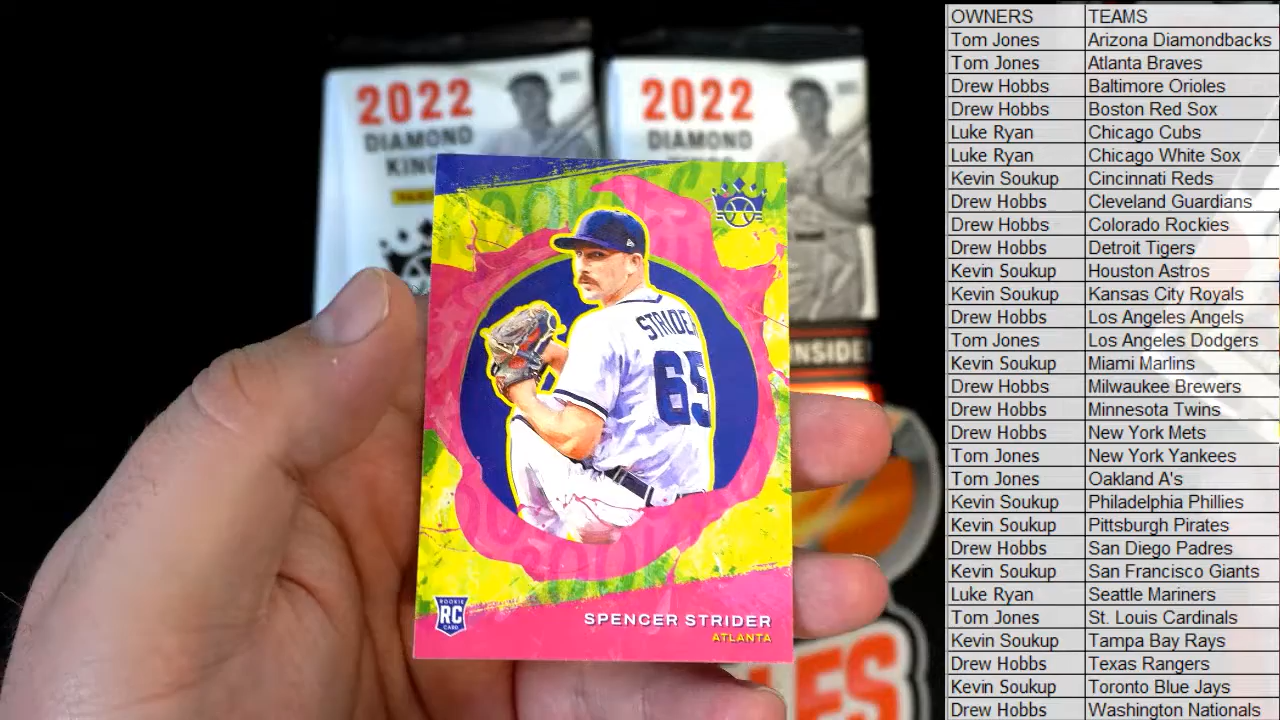 2022
DIAMOND
KINGS
2022
DIAMOND
INSIDE!
STRIDER
65
ROOKIE
RC
CARD
SPENCER STRIDER
ATLANTA
OWNERS TEAMS
Tom Jones Arizona Diamondbacks
Tom Jones Atlanta Braves
Drew Hobbs Baltimore Orioles
Drew Hobbs Boston Red Sox
Luke Ryan Chicago Cubs
Luke Ryan Chicago White Sox
Kevin Soukup Cincinnati Reds
Drew Hobbs Cleveland Guardians
Drew Hobbs Colorado Rockies
Drew Hobbs Detroit Tigers
Kevin Soukup Houston Astros
Kevin Soukup Kansas City Royals
Drew Hobbs Los Angeles Angels
Tom Jones Los Angeles Dodgers
Kevin Soukup Miami Marlins
Drew Hobbs Milwaukee Brewers
Drew Hobbs Minnesota Twins
Drew Hobbs New York Mets
Tom Jones New York Yankees
Tom Jones Oakland A's
Kevin Soukup Philadelphia Phillies
Kevin Soukup Pittsburgh Pirates
Drew Hobbs San Diego Padres
Kevin Soukup San Francisco Giants
Luke Ryan Seattle Mariners
Tom Jones St. Louis Cardinals
Kevin Soukup Tampa Bay Rays
Drew Hobbs Texas Rangers
Kevin Soukup Toronto Blue Jays
Drew Hobbs Washington Nationals